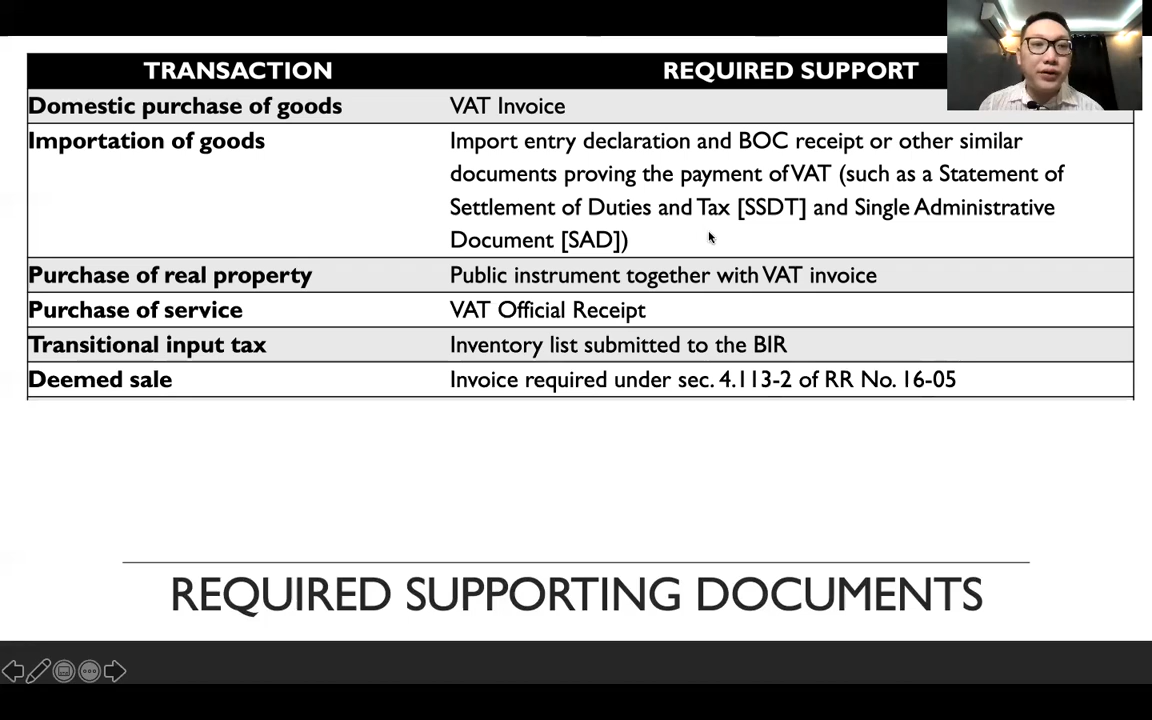 TRANSACTION REQUIRED SUPPORT
Domestic purchase of goods VAT Invoice
Importation of goods Import entry declaration and BOC receipt or other similar
documents proving the payment of VAT (such as a Statement of
Settlement of Duties and Tax [SSDT] and Single Administrative
Document [SAD])
Purchase of real property Public instrument together with VAT invoice
Purchase of service VAT Official Receipt
Transitional input tax Inventory list submitted to the BIR
Deemed sale Invoice required under sec. 4.113-2 of RR No. 16-05
REQUIRED SUPPORTING DOCUMENTS